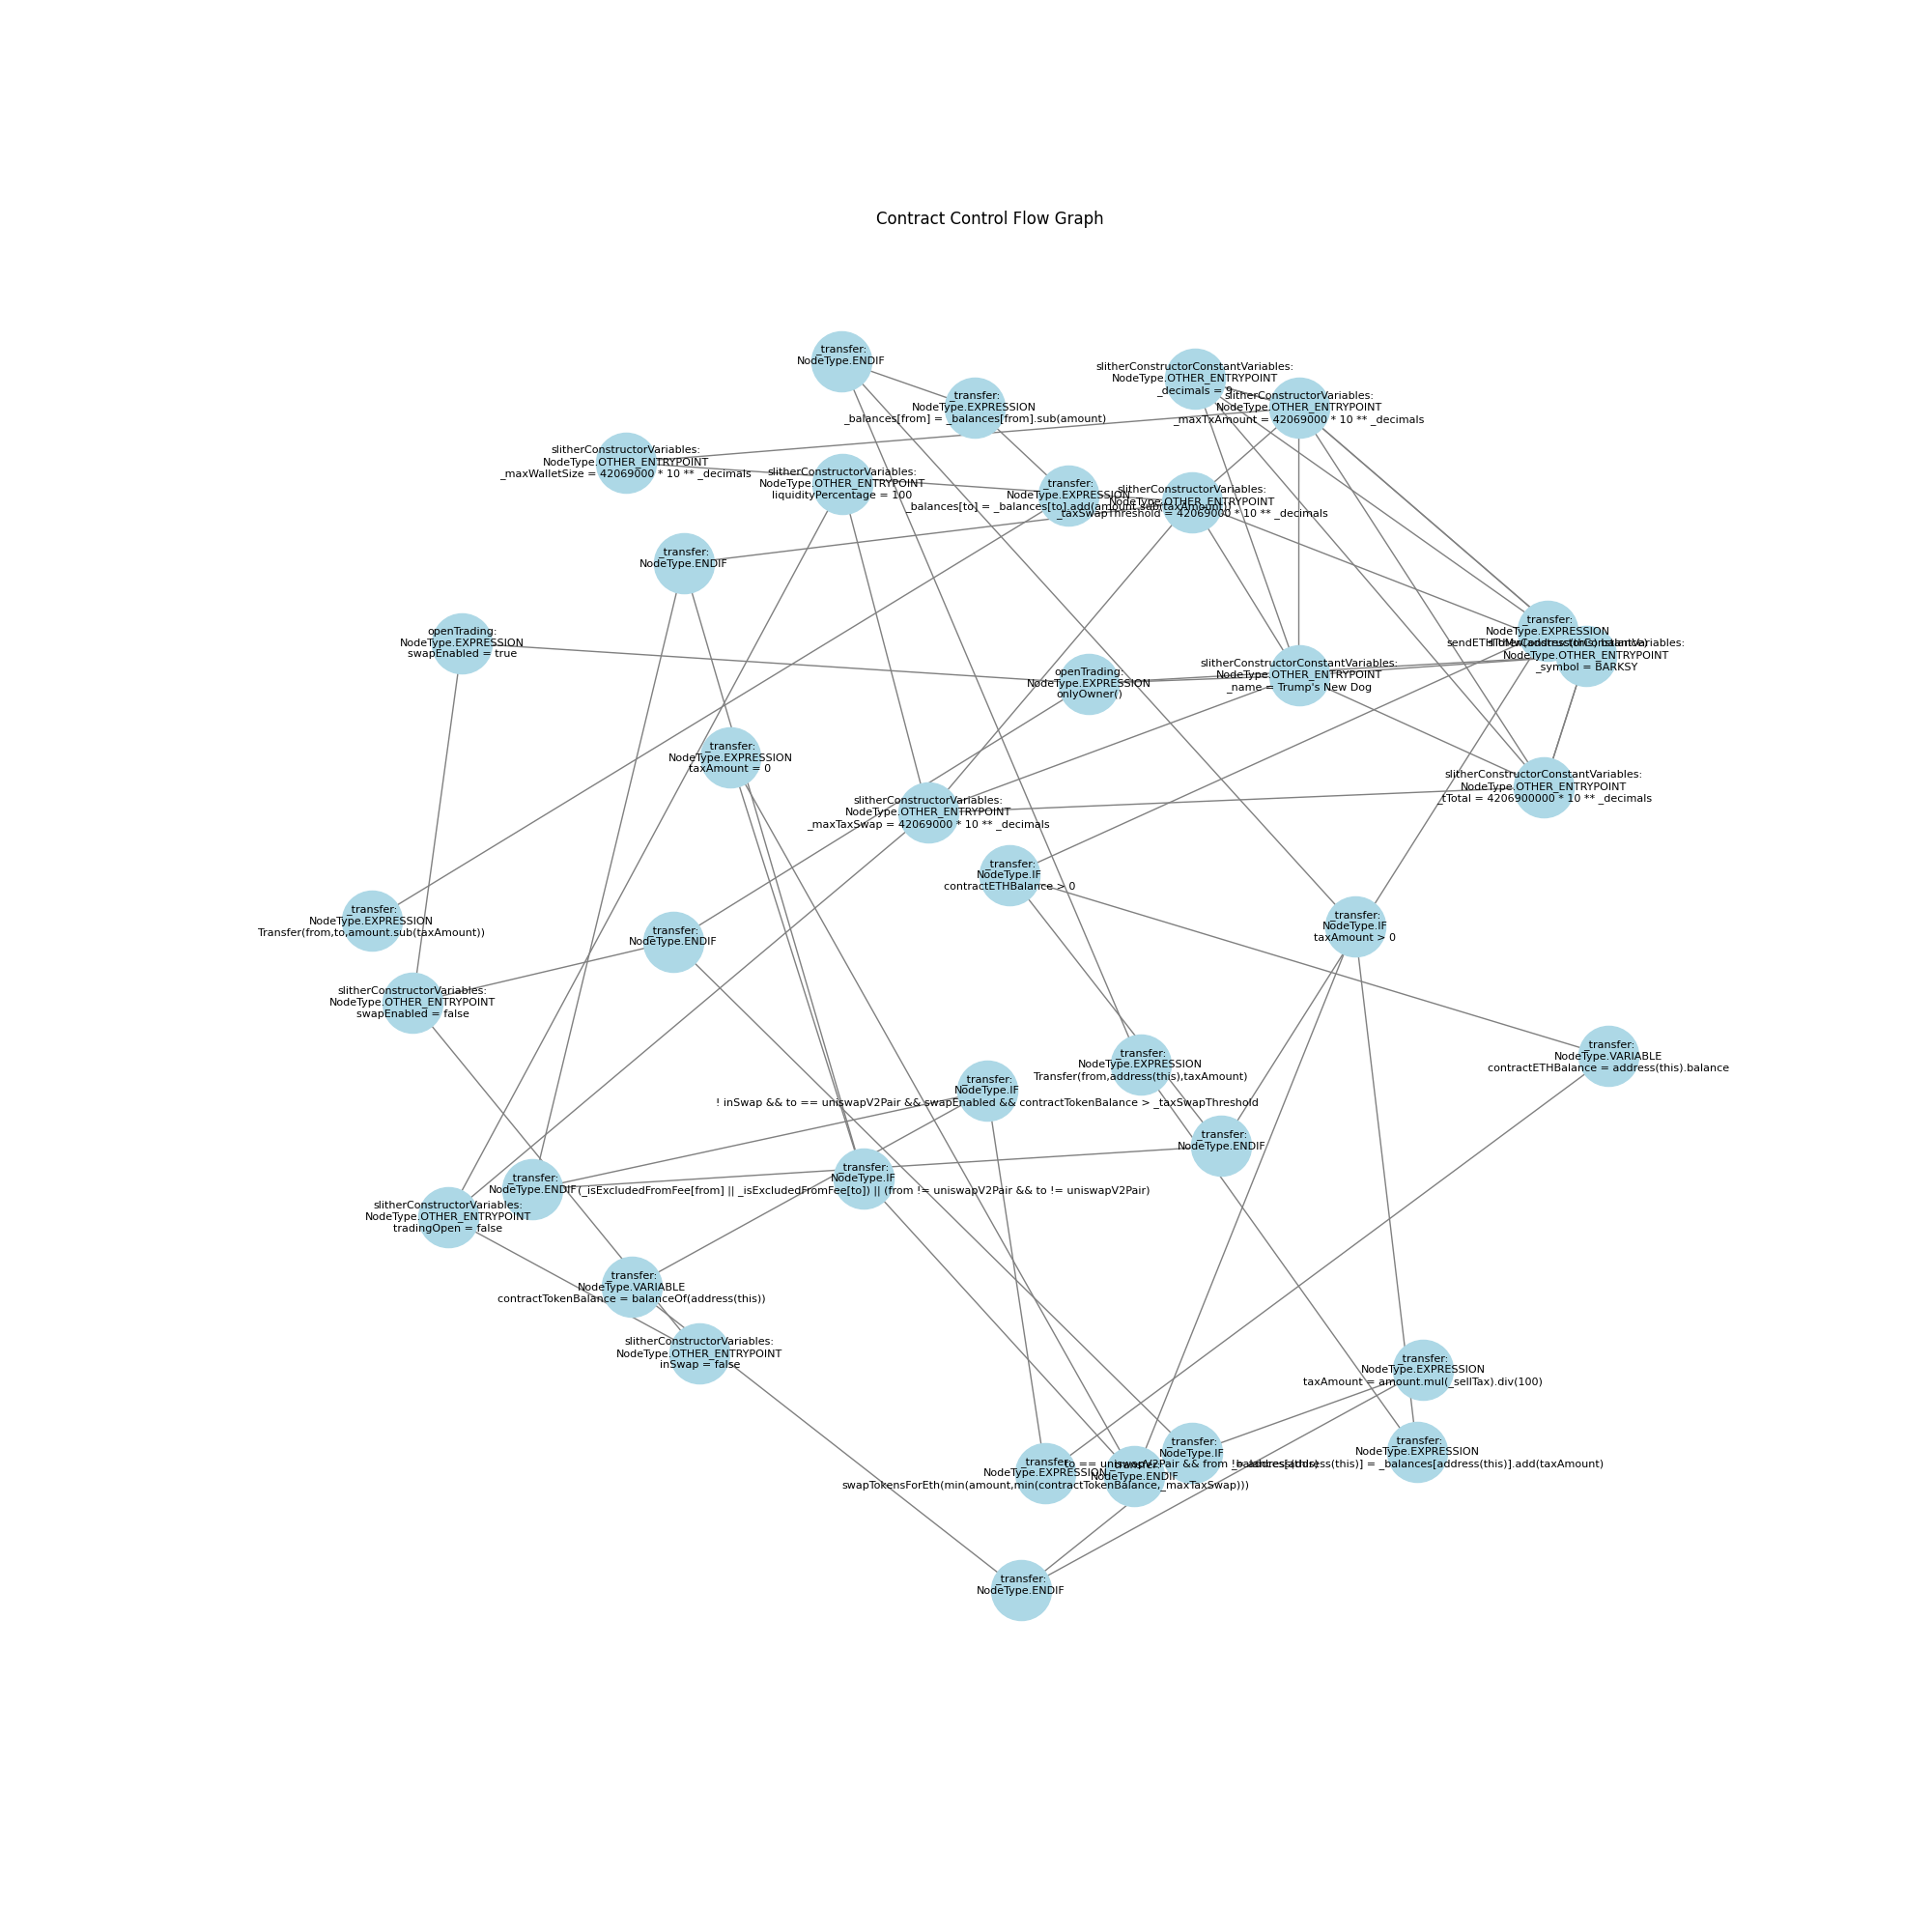 Contract Control Flow Graph
_transfer:
NodeType.ENDIF
slitherConstructorConstantVariables:
NodeType.OTHER_ENTRYPOINT
_decimals = 9
_transfer:
NodeType.EXPRESSION
_balances[from] = _balances[from].sub(amount)
slitherConstructorVariables:
NodeType.OTHER_ENTRYPOINT
_maxTxAmount = 42069000 * 10 ** _decimals
slitherConstructorVariables:
NodeType.OTHER_ENTRYPOINT
_maxWalletSize = 42069000 * 10 ** _decimals
slitherConstructorVariables:
NodeType.OTHER_ENTRYPOINT
liquidityPercentage = 100
_transfer:
NodeType.EXPRESSION
_balances[to] = _balances[to].add(amount.sub(taxAmount))
slitherConstructorVariables:
NodeType.OTHER_ENTRYPOINT
_taxSwapThreshold = 42069000 * 10 ** _decimals
_transfer:
NodeType.ENDIF
openTrading:
NodeType.EXPRESSION
swapEnabled = true
_transfer:
NodeType.EXPRESSION
NodeType.OTHER_ENTRYPOINT
_symbol = BARKSY
openTrading:
NodeType.EXPRESSION
onlyOwner()
slitherConstructorConstantVariables:
NodeType.OTHER_ENTRYPOINT
_name = Trump's New Dog
_transfer:
NodeType.EXPRESSION
taxAmount = 0
slitherConstructorConstantVariables:
NodeType.OTHER_ENTRYPOINT
_tTotal = 4206900000 * 10 ** _decimals
slitherConstructorVariables:
NodeType.OTHER_ENTRYPOINT
_maxTaxSwap = 42069000 * 10 ** _decimals
_transfer:
NodeType.IF
contractETHBalance > 0
_transfer:
NodeType.EXPRESSION
Transfer(from,to,amount.sub(taxAmount))
_transfer:
NodeType.IF
taxAmount > 0
_transfer:
NodeType.ENDIF
slitherConstructorVariables:
NodeType.OTHER_ENTRYPOINT
swapEnabled = false
_transfer:
NodeType.VARIABLE
contractETHBalance = address(this).balance
_transfer:
NodeType.EXPRESSION
Transfer(from,address(this),taxAmount)
_transfer:
NodeType.IF
! inSwap && to == uniswapV2Pair && swapEnabled && contractTokenBalance > _taxSwapThreshold
_transfer:
NodeType.ENDIF
_transfer:
NodeType.IF
(_isExcludedFromFee[from] || _isExcludedFromFee[to]) || (from != uniswapV2Pair && to != uniswapV2Pair)
_transfer:
NodeType.ENDIF
slitherConstructorVariables:
NodeType.OTHER_ENTRYPOINT
tradingOpen = false
_transfer:
NodeType.VARIABLE
contractTokenBalance = balanceOf(address(this))
slitherConstructorVariables:
NodeType.OTHER_ENTRYPOINT
inSwap = false
_transfer:
NodeType.EXPRESSION
taxAmount = amount.mul(_sellTax).div(100)
_transfer:
NodeType.IF
to == uniswapV2Pair && from
_transfer:
NodeType.EXPRESSION
= _balances[address(this)].add(taxAmount)
_transfer:
NodeType.EXPRESSION
swapTokensForEth(min(amount,min(contractTokenBalance,_maxTaxSwap)))
NodeType.ENDIF
_transfer:
NodeType.ENDIF